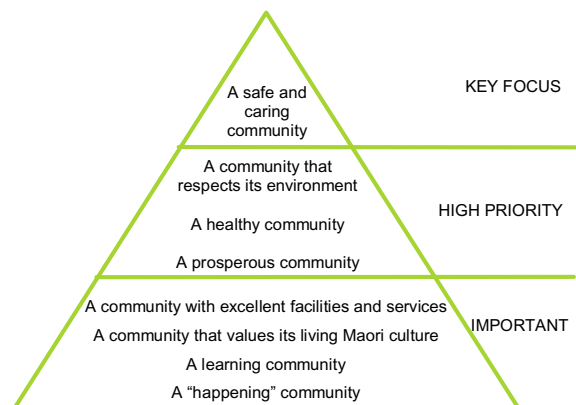 A safe and
caring
community
KEY FOCUS
A community that
respects its environment
A healthy community
A prosperous community
HIGH PRIORITY
A community with excellent facilities and services
A community that values its living Maori culture
A learning community
A “happening” community
IMPORTANT